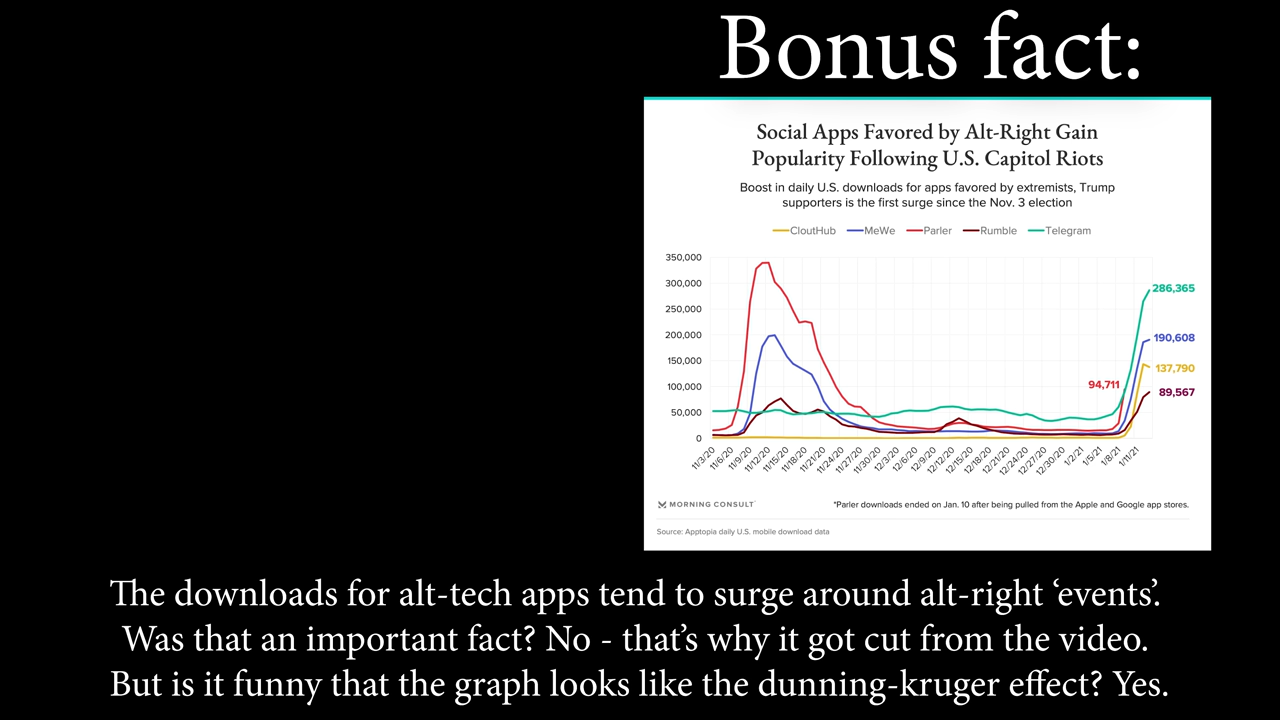 Bonus fact:
Social Apps Favored by Alt-Right Gain
Popularity Following U.S. Capitol Riots
Boost in daily U.S. downloads for apps favored by extremists, Trump
supporters is the first surge since the Nov. 3 election
CloutHub MeWe Parler Rumble Telegram
350,000
300,000
250,000
200,000
150,000
100,000
50,000
0
286,365
190,608
137,790
94,711
89,567
11/3/20 11/6/20 11/9/20 11/12/20 11/15/20 11/18/20 11/21/20 11/24/20 11/27/20 11/30/20 12/3/20 12/6/20 12/9/20 12/12/20 12/15/20 12/18/20 12/21/20 12/24/20 12/27/20 12/30/20 1/2/21 1/5/21 1/8/21 1/11/21
MORNING CONSULT
*Parler downloads ended on Jan. 10 after being pulled from the Apple and Google app stores.
Source: Apptopia daily U.S. mobile download data
The downloads for alt-tech apps tend to surge around alt-right ‘events’.
Was that an important fact? No - that’s why it got cut from the video.
But is it funny that the graph looks like the dunning-kruger effect? Yes.